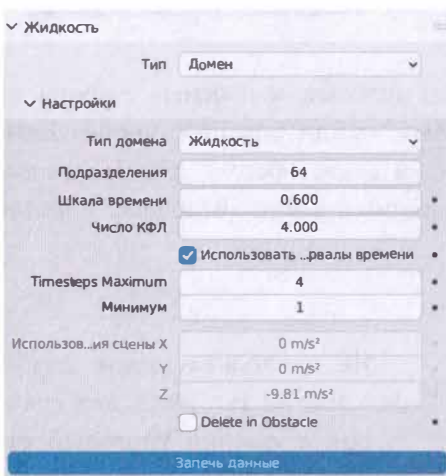 Жидкость
Тип Домен
Настройки
Тип домена Жидкость
Подразделения 64
Шкала времени 0.600
Число КФЛ 4.000
Использовать ...рвалы времени
Timesteps Maximum 4
Минимум 1
Использов...ия сцены X 0 m/s²
Y 0 m/s²
Z -9.81 m/s²
Delete in Obstacle
Запечь данные